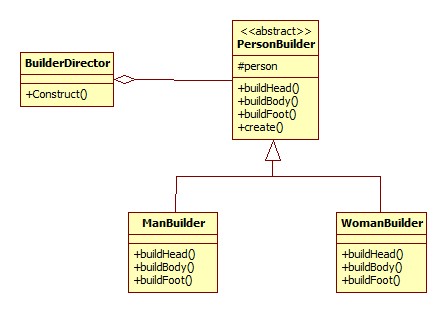 <<abstract>>
PersonBuilder
#person
+buildHead()
+buildBody()
+buildFoot()
+create()
BuilderDirector
+Construct()
ManBuilder
+buildHead()
+buildBody()
+buildFoot()
WomanBuilder
+buildHead()
+buildBody()
+buildFoot()